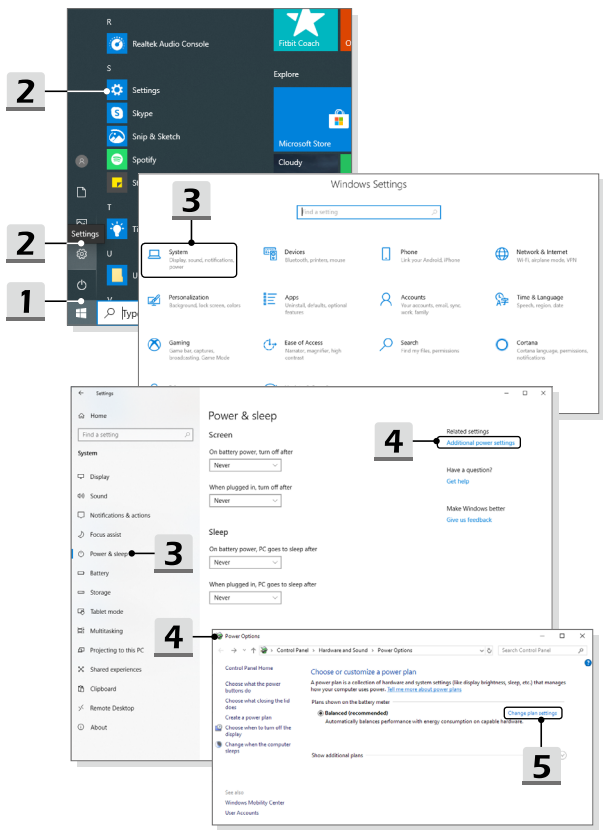 R
Realtek Audio Console
Fitbit Coach
O
S
Explore
2
Settings
Skype
Snip & Sketch
Microsoft Store
Spotify
Cloudy
St
T
Windows Settings
3
Find a setting
2
Settings
Ti
System
Display, sound, notifications, power
Devices
Bluetooth, printers, mouse
Phone
Link your Android, iPhone
Network & Internet
Wi-Fi, airplane mode, VPN
U
U
1
V
Type
Personalization
Background, lock screen, colors
Apps
Uninstall, defaults, optional features
Accounts
Your accounts, email, sync, work, family
Time & Language
Speech, region, date
Gaming
Game bar, captures, broadcasting, Game Mode
Ease of Access
Narrator, magnifier, high contrast
Search
Find my files, permissions
Cortana
Cortana language, permissions, notifications
Settings
Home
Find a setting
System
Display
Sound
Notifications & actions
Focus assist
Power & sleep
3
Battery
Storage
Tablet mode
Multitasking
Projecting to this PC
Shared experiences
Clipboard
Remote Desktop
About
Power & sleep
Screen
On battery power, turn off after
Never
When plugged in, turn off after
Never
Sleep
On battery power, PC goes to sleep after
Never
When plugged in, PC goes to sleep after
Never
4
Related settings
Additional power settings
Have a question?
Get help
Make Windows better
Give us feedback
4
Power Options
Control Panel > Hardware and Sound > Power Options
Search Control Panel
Control Panel Home
Choose what the power
buttons do
Choose what closing the lid
does
Create a power plan
Choose when to turn off the
display
Change when the computer
sleeps
See also
Windows Mobility Center
User Accounts
Choose or customize a power plan
A power plan is a collection of hardware and system settings (like display brightness, sleep, etc.) that manages
how your computer uses power. Tell me more about power plans
Plans shown on the battery meter
Balanced (recommended)
Change plan settings
Automatically balances performance with energy consumption on capable hardware.
Show additional plans
5